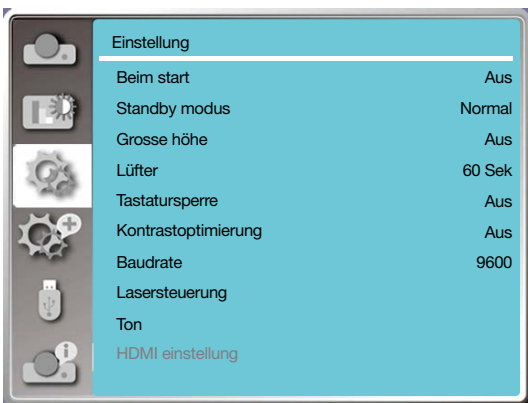 Einstellung
Beim start Aus
Standby modus Normal
Grosse höhe Aus
Lüfter 60 Sek
Tastatursperre Aus
Kontrastoptimierung Aus
Baudrate 9600
Lasersteuerung
Ton
HDMI einstellung